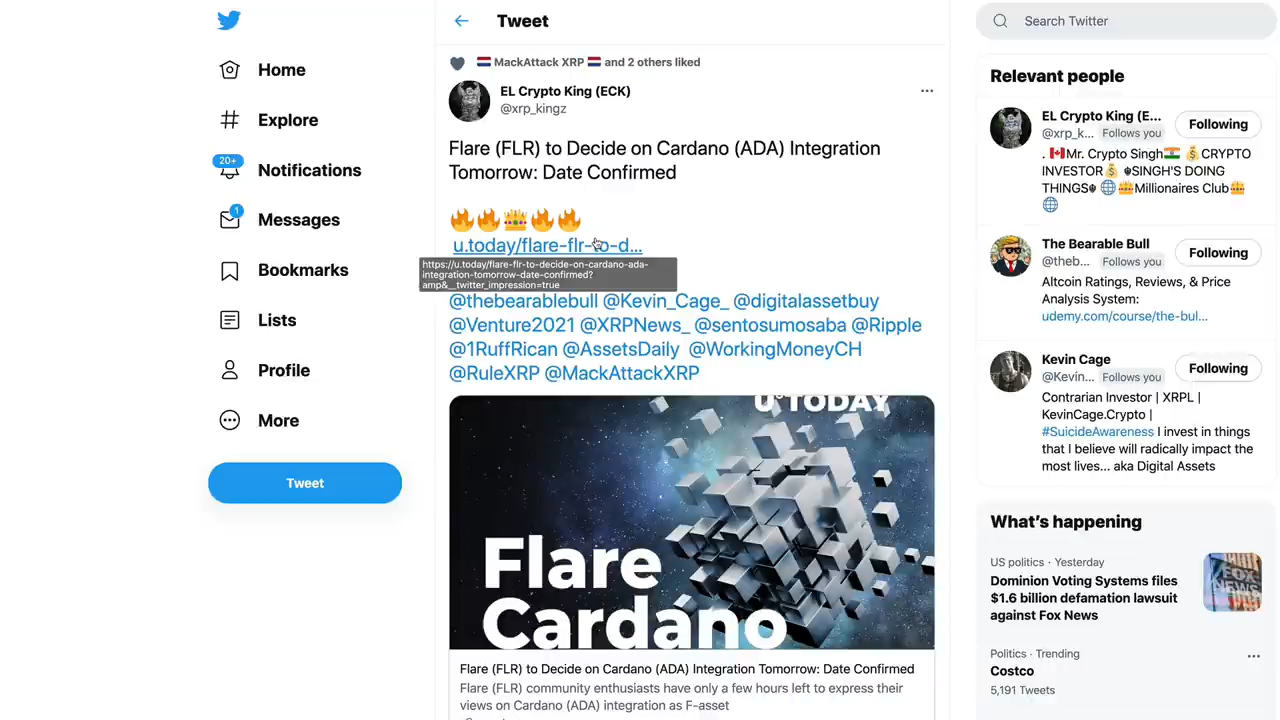 Home
Explore
20+
Notifications
1
Messages
Bookmarks
Lists
Profile
More
Tweet
Tweet
MackAttack XRP and 2 others liked
EL Crypto King (ECK)
@xrp_kingz
Flare (FLR) to Decide on Cardano (ADA) Integration
Tomorrow: Date Confirmed
u.today/flare-flr-to-d...
https://u.today/flare-flr-to-decide-on-cardano-ada-
integration-tomorrow-date-confirmed?
amp&__twitter_impression=true
@thebearablebull @Kevin_Cage_ @digitalassetbuy
@Venture2021 @XRPNews_ @sentosumosaba @Ripple
@1RuffRican @AssetsDaily @WorkingMoneyCH
@RuleXRP @MackAttackXRP
U°TODAY
Flare
Cardano
Flare (FLR) to Decide on Cardano (ADA) Integration Tomorrow: Date Confirmed
Flare (FLR) community enthusiasts have only a few hours left to express their
views on Cardano (ADA) integration as F-asset
Search Twitter
Relevant people
EL Crypto King (E...
@xrp_k... Follows you
Following
. Mr. Crypto Singh CRYPTO
INVESTOR SINGH'S DOING
THINGS Millionaires Club
The Bearable Bull
@theb... Follows you
Following
Altcoin Ratings, Reviews, & Price
Analysis System:
udemy.com/course/the-bul...
Kevin Cage
@Kevin... Follows you
Following
Contrarian Investor | XRPL |
KevinCage.Crypto |
#SuicideAwareness I invest in things
that I believe will radically impact the
most lives... aka Digital Assets
What's happening
US politics · Yesterday
Dominion Voting Systems files
$1.6 billion defamation lawsuit
against Fox News
Politics · Trending
Costco
5,191 Tweets